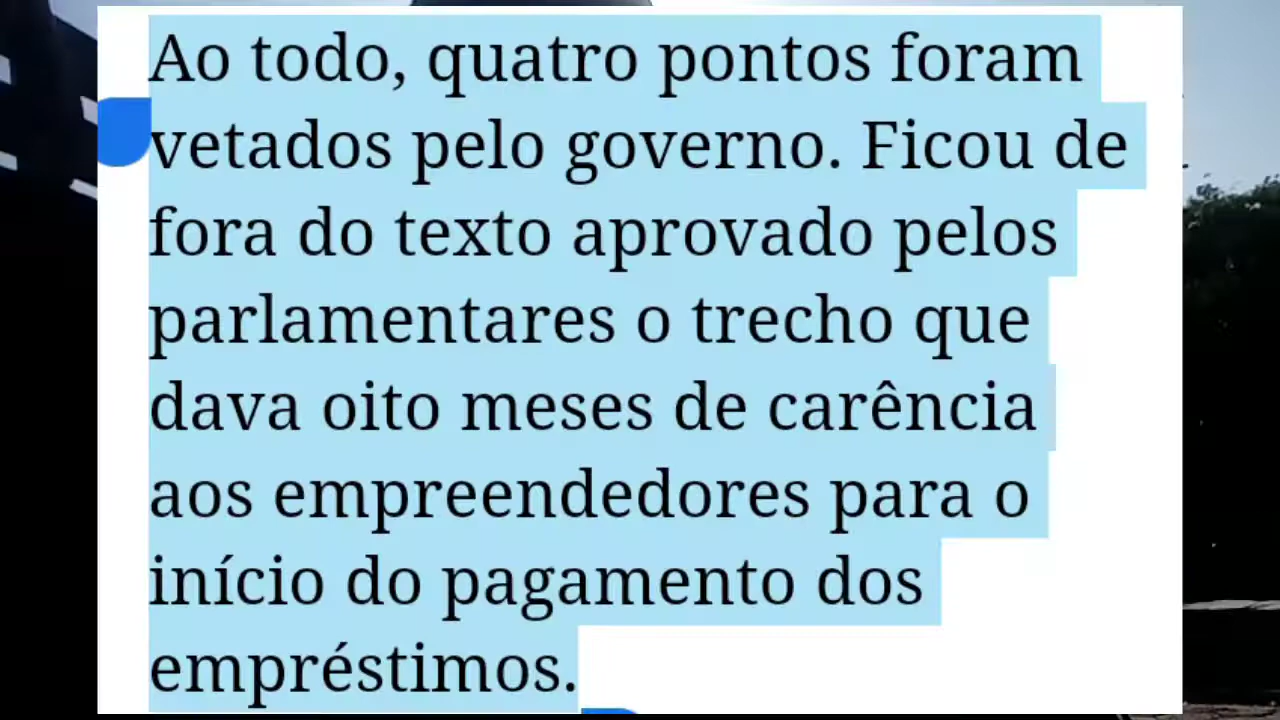 Ao todo, quatro pontos foram
vetados pelo governo. Ficou de
fora do texto aprovado pelos
parlamentares o trecho que
dava oito meses de carência
aos empreendedores para o
início do pagamento dos
empréstimos.